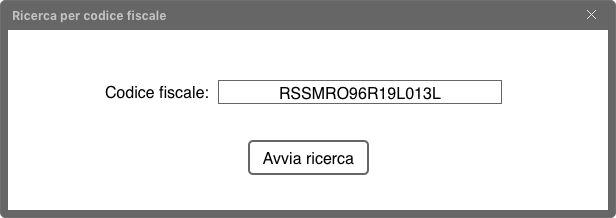 Ricerca per codice fiscale
Codice fiscale: RSSMRO96R19L013L
Avvia ricerca